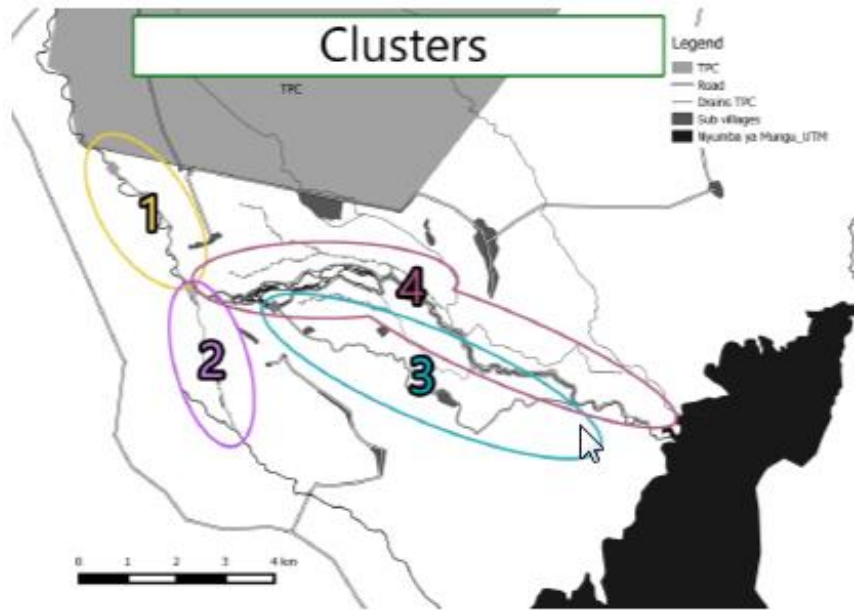 Clusters
Legend
TPC
Road
Drains TPC
Sub villages
Nyumba ya Mungu_UTM
TPC
1
4
2
3
0 1 2 3 4 km